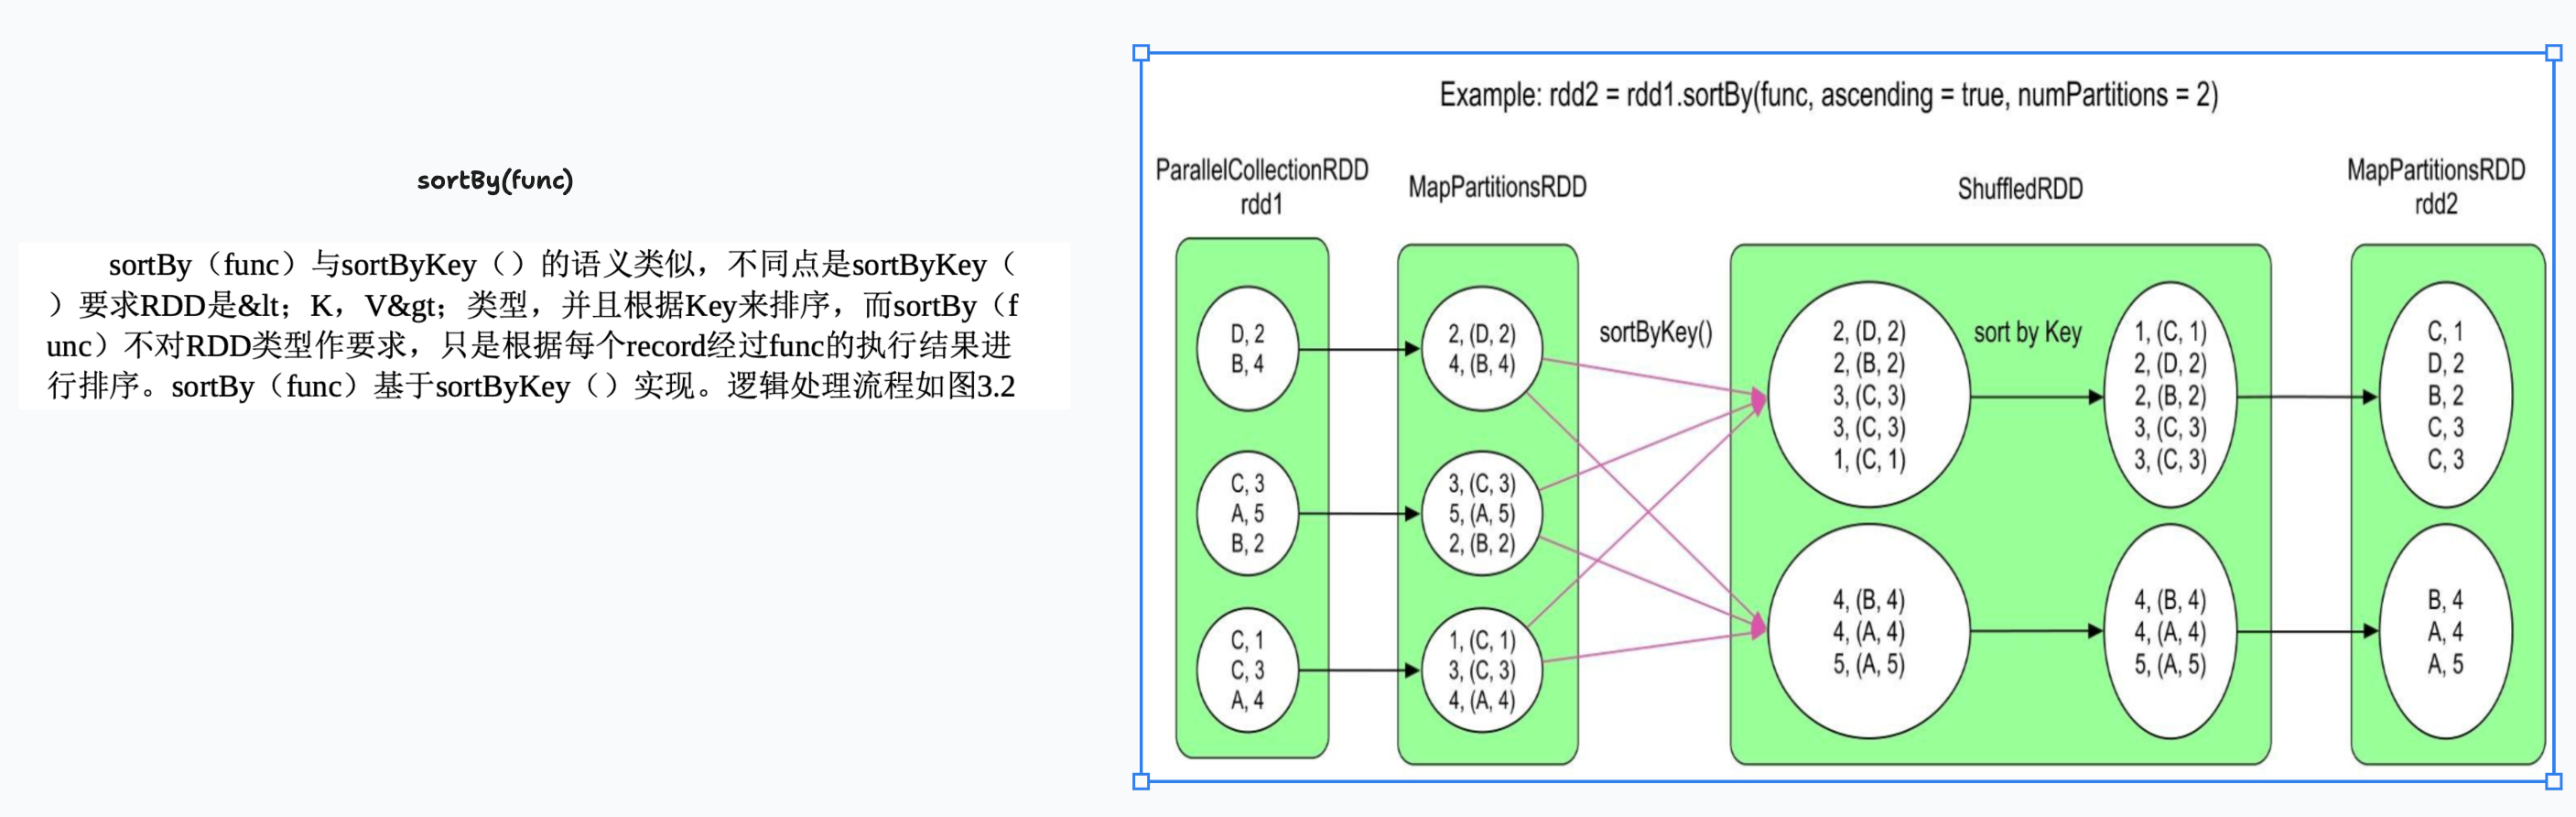 sortBy(func)
sortBy（func）与sortByKey（）的语义类似，不同点是sortByKey（
）要求RDD是&lt；K，V&gt；类型，并且根据Key来排序，而sortBy（f
unc）不对RDD类型作要求，只是根据每个record经过func的执行结果进
行排序。sortBy（func）基于sortByKey（）实现。逻辑处理流程如图3.2
Example: rdd2 = rdd1.sortBy(func, ascending = true, numPartitions = 2)
ParallelCollectionRDD
rdd1
D, 2
B, 4
C, 3
A, 5
B, 2
C, 1
C, 3
A, 4
MapPartitionsRDD
2, (D, 2)
4, (B, 4)
3, (C, 3)
5, (A, 5)
2, (B, 2)
1, (C, 1)
3, (C, 3)
4, (A, 4)
sortByKey()
ShuffledRDD
2, (D, 2)
2, (B, 2)
3, (C, 3)
3, (C, 3)
1, (C, 1)
4, (B, 4)
4, (A, 4)
5, (A, 5)
sort by Key
1, (C, 1)
2, (D, 2)
2, (B, 2)
3, (C, 3)
3, (C, 3)
4, (B, 4)
4, (A, 4)
5, (A, 5)
MapPartitionsRDD
rdd2
C, 1
D, 2
B, 2
C, 3
C, 3
B, 4
A, 4
A, 5